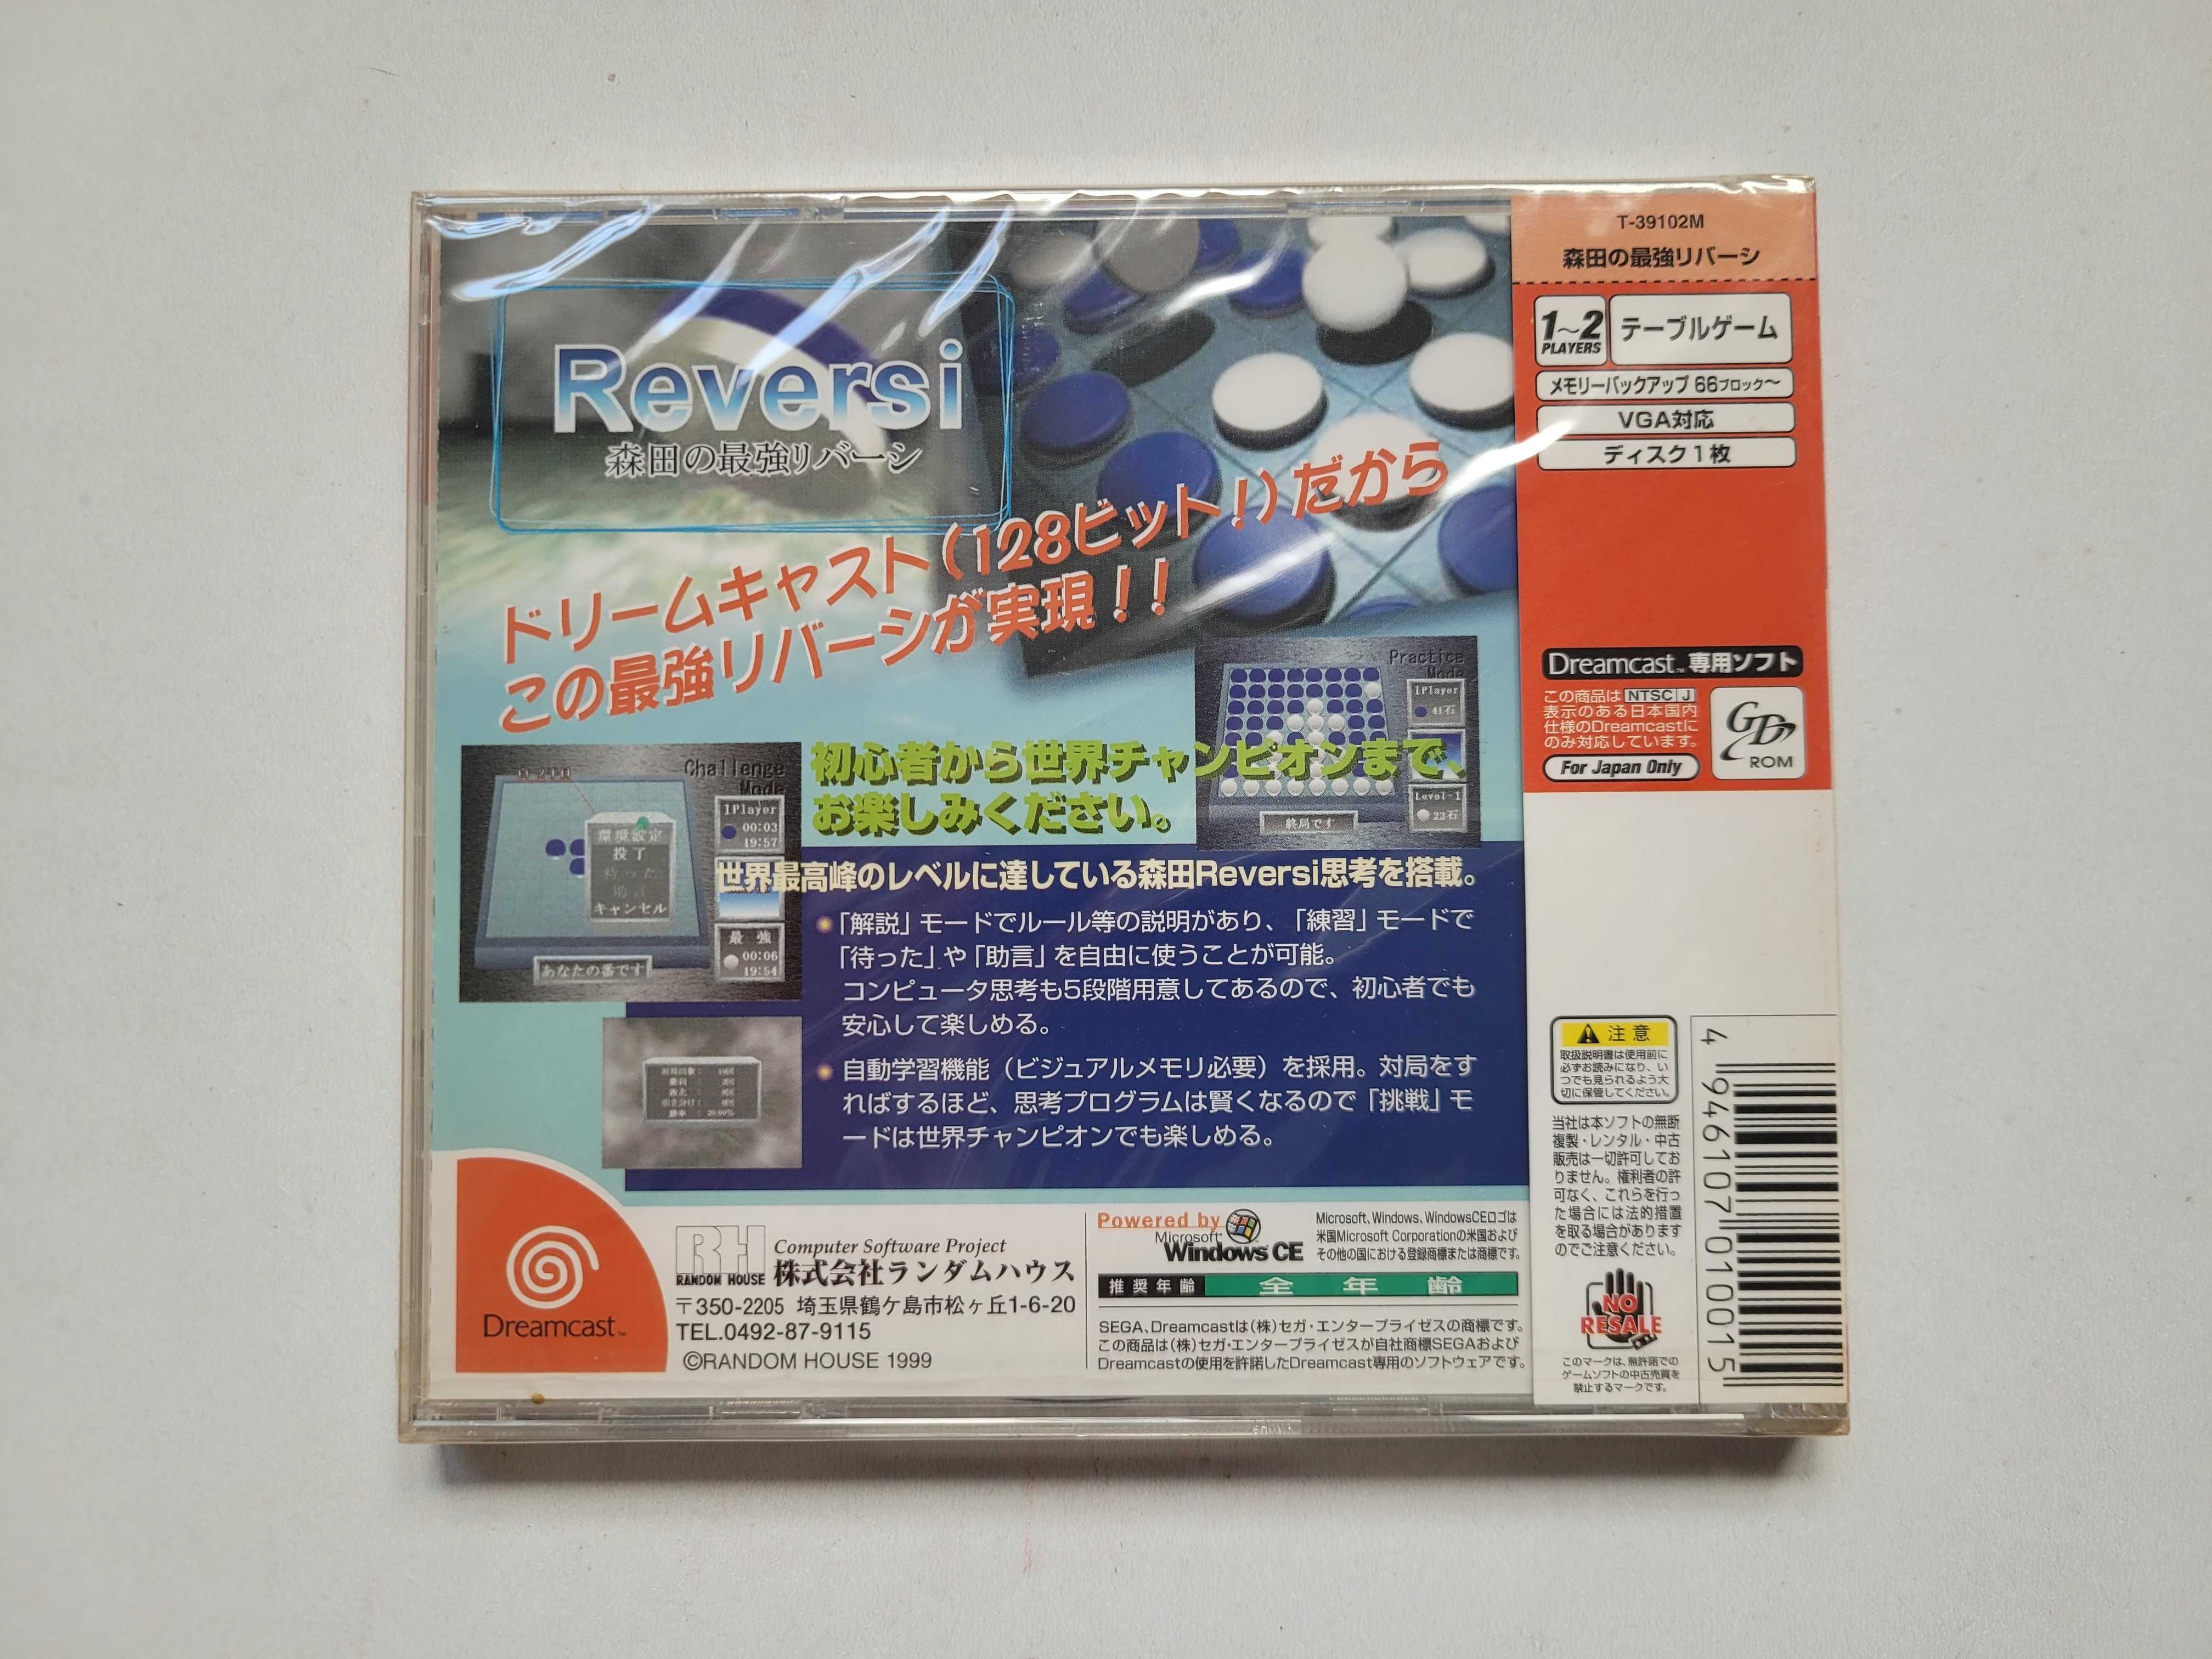 Reversi
森田の最強リバーシ
ドリームキャスト(128ビット!)だから
この最強リバーシが実現!!
Practice
Mode
1Player
41石
Level-1
23石
終局です
初心者から世界チャンピオンまで、
お楽しみください。
Challenge
Mode
1Player
00:03
19:57
環境設定
投了
待った
助言
キャンセル
最強
00:06
19:54
あなたの番です
世界最高峰のレベルに達している森田Reversi思考を搭載。
●「解説」モードでルール等の説明があり、「練習」モードで
「待った」や「助言」を自由に使うことが可能。
コンピュータ思考も5段階用意してあるので、初心者でも
安心して楽しめる。
●自動学習機能(ビジュアルメモリ必要)を採用。対局をす
ればするほど、思考プログラムは賢くなるので「挑戦」モ
ードは世界チャンピオンでも楽しめる。
Dreamcast™
RH
RANDOM HOUSE
Computer Software Project
株式会社ランダムハウス
〒350-2205 埼玉県鶴ケ島市松ヶ丘1-6-20
TEL.0492-87-9115
©RANDOM HOUSE 1999
Powered by
Microsoft
Windows CE
Microsoft、Windows、WindowsCEロゴは
米国Microsoft Corporationの米国および
その他の国における登録商標または商標です。
推奨年齢 全年齢
SEGA、Dreamcastは(株)セガ・エンタープライゼスの商標です。
この商品は(株)セガ・エンタープライゼスが自社商標SEGAおよび
Dreamcastの使用を許諾したDreamcast専用のソフトウェアです。
T-39102M
森田の最強リバーシ
1~2
PLAYERS
テーブルゲーム
メモリーバックアップ 66ブロック~
VGA対応
ディスク1枚
Dreamcast™専用ソフト
この商品は NTSC J
表示のある日本国内
仕様のDreamcastに
のみ対応しています。
For Japan Only
GD
ROM
注意
取扱説明書は使用前に
必ずお読みになり、い
つでも見られるよう大
切に保管してください。
当社は本ソフトの無断
複製・レンタル・中古
販売は一切許可してお
りません。権利者の許
可なく、これらを行っ
た場合には法的措置
を取る場合があります
のでご注意ください。
NO
RESALE
このマークは、無許諾での
ゲームソフトの中古売買を
禁止するマークです。
4 946107 010015